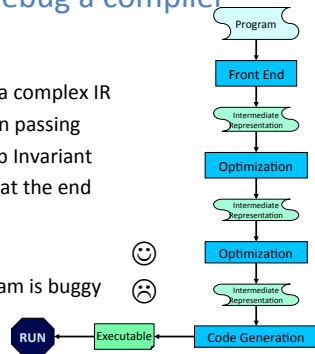 ebug a compiler
a complex IR
n passing
p Invariant
at the end
am is buggy
Program
Front End
Intermediate
Representation
Optimization
Intermediate
Representation
Optimization
Intermediate
Representation
Code Generation
Executable
RUN